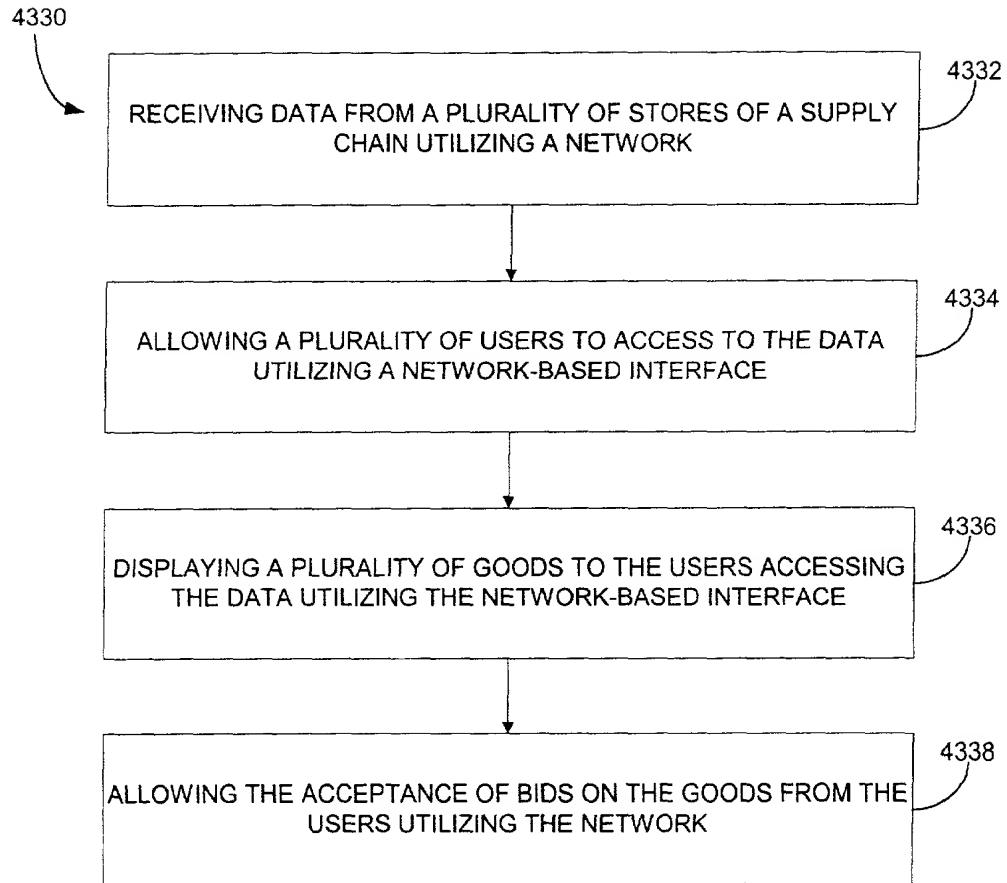 4330
4332
RECEIVING DATA FROM A PLURALITY OF STORES OF A SUPPLY
CHAIN UTILIZING A NETWORK
4334
ALLOWING A PLURALITY OF USERS TO ACCESS TO THE DATA
UTILIZING A NETWORK-BASED INTERFACE
4336
DISPLAYING A PLURALITY OF GOODS TO THE USERS ACCESSING
THE DATA UTILIZING THE NETWORK-BASED INTERFACE
4338
ALLOWING THE ACCEPTANCE OF BIDS ON THE GOODS FROM THE
USERS UTILIZING THE NETWORK